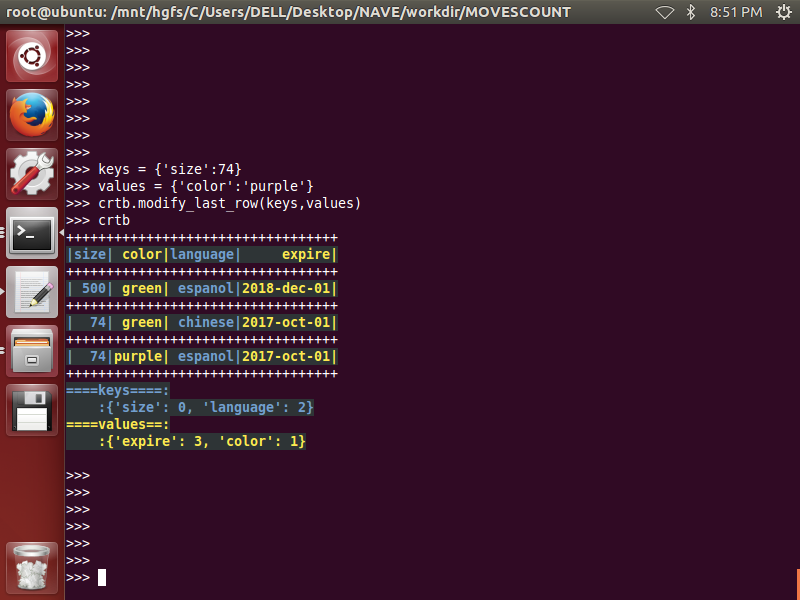 root@ubuntu: /mnt/hgfs/C/Users/DELL/Desktop/NAVE/workdir/MOVESCOUNT 8:51 PM
>>>
>>>
>>>
>>>
>>>
>>>
>>>
>>>
>>> keys = {'size':74}
>>> values = {'color':'purple'}
>>> crtb.modify_last_row(keys,values)
>>> crtb
++++++++++++++++++++++++++++++++++
|size| color|language|     expire|
++++++++++++++++++++++++++++++++++
| 500| green| espanol|2018-dec-01|
++++++++++++++++++++++++++++++++++
|  74| green| chinese|2017-oct-01|
++++++++++++++++++++++++++++++++++
|  74|purple| espanol|2017-oct-01|
++++++++++++++++++++++++++++++++++
====keys====:
    :{'size': 0, 'language': 2}
====values==:
    :{'expire': 3, 'color': 1}
>>>
>>>
>>>
>>>
>>>
>>>
>>>